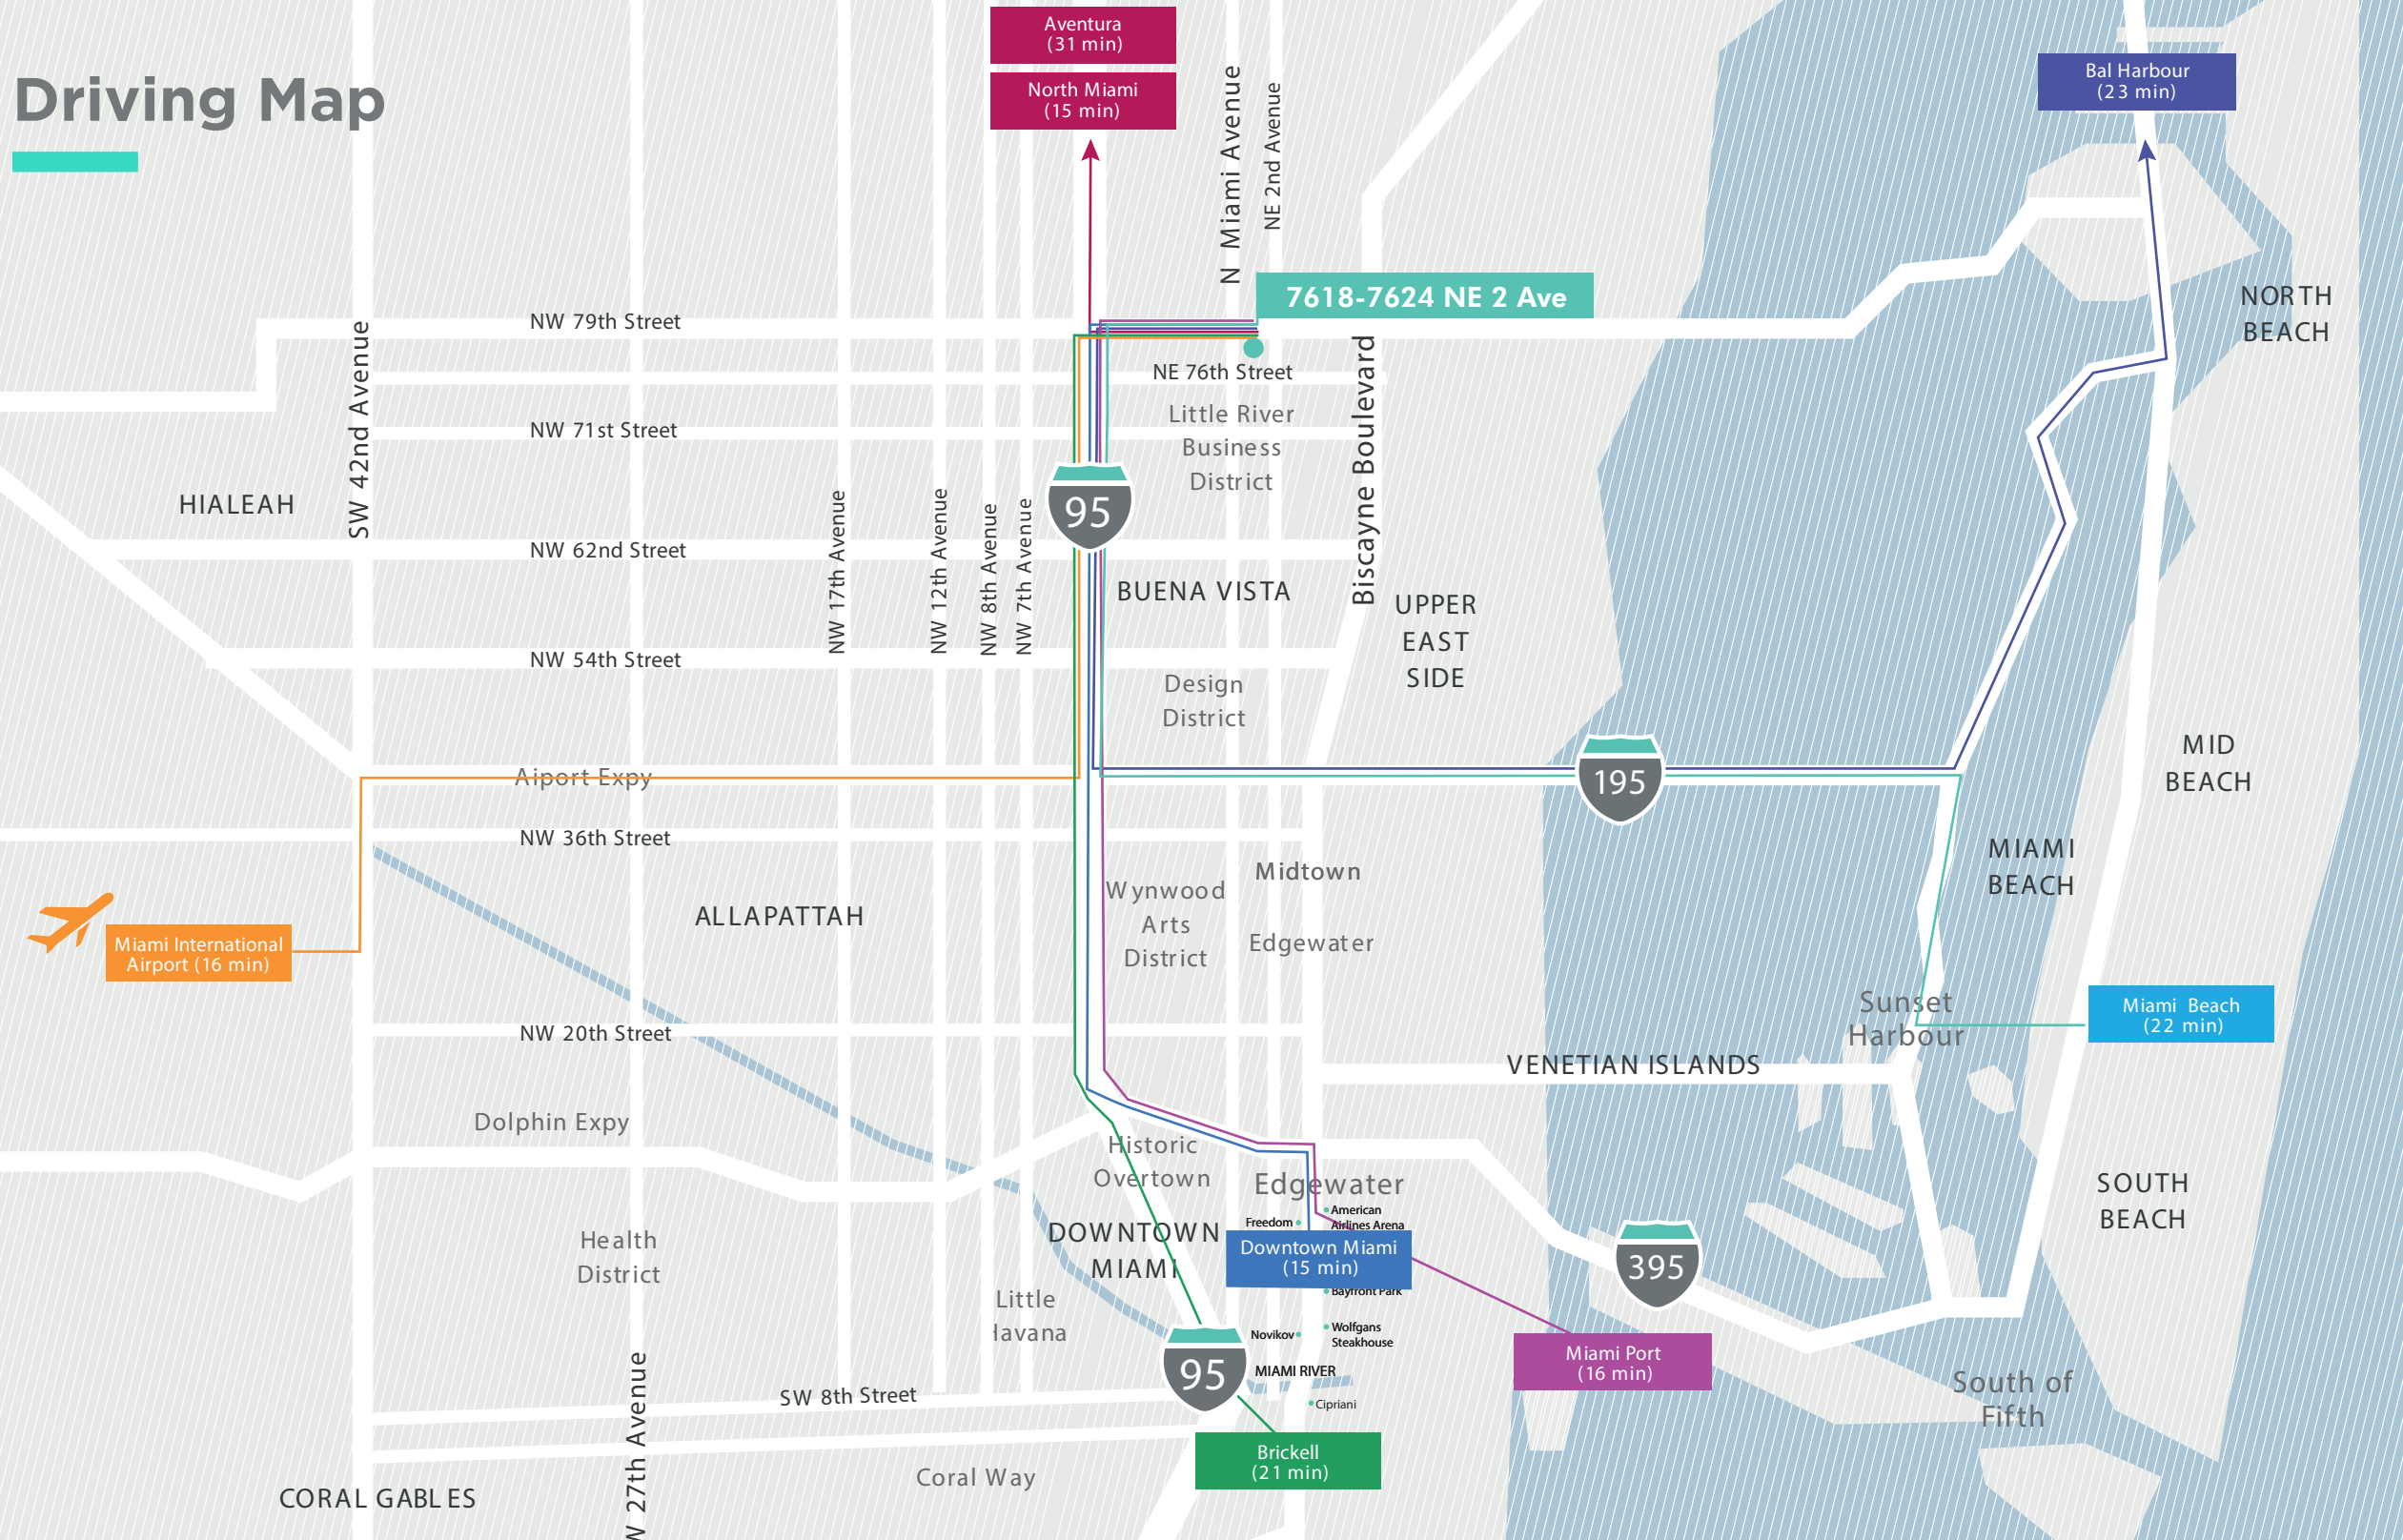 Driving Map
Aventura
(31 min)
North Miami
(15 min)
Bal Harbour
(23 min)
N Miami Avenue
NE 2nd Avenue
7618-7624 NE 2 Ave
NORTH
BEACH
NW 79th Street
SW 42nd Avenue
NE 76th Street
Biscayne Boulevard
Little River
Business
District
NW 71st Street
HIALEAH
95
NW 17th Avenue
NW 12th Avenue
NW 8th Avenue
NW 7th Avenue
NW 62nd Street
BUENA VISTA
UPPER
EAST
SIDE
NW 54th Street
Design
District
Aiport Expy
195
MID
BEACH
NW 36th Street
MIAMI
BEACH
Midtown
Wynwood
Arts
District
ALLAPATTAH
Edgewater
Miami International
Airport (16 min)
Sunset
Harbour
Miami Beach
(22 min)
NW 20th Street
VENETIAN ISLANDS
Dolphin Expy
Historic
Overtown
Edgewater
SOUTH
BEACH
American
Airlines Arena
Freedom
DOWNTOWN
MIAMI
Downtown Miami
(15 min)
Health
District
395
Bayfront Park
Little
Havana
Novikov
Wolfgans
Steakhouse
Miami Port
(16 min)
95
MIAMI RIVER
SW 8th Street
Cipriani
South of
Fifth
W 27th Avenue
Brickell
(21 min)
Coral Way
CORAL GABLES